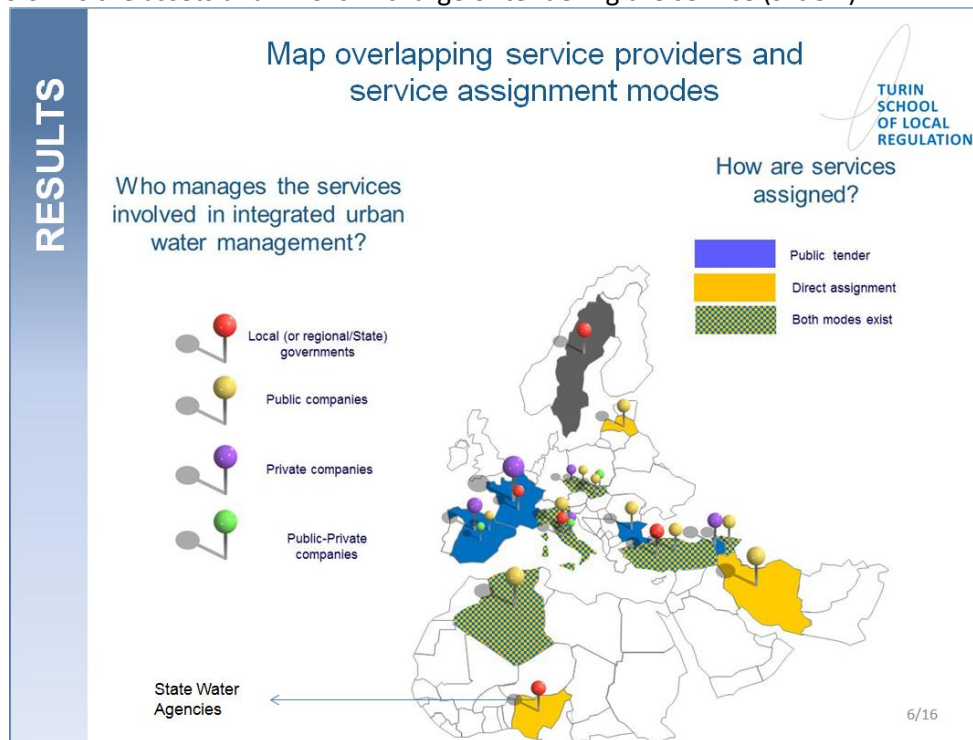 RESULTS
Map overlapping service providers and
service assignment modes
TURIN
SCHOOL
OF LOCAL
REGULATION
Who manages the services
involved in integrated urban
water management?
How are services
assigned?
Public tender
Direct assignment
Both modes exist
Local (or regional/State)
governments
Public companies
Private companies
Public-Private
companies
State Water
Agencies
6/16